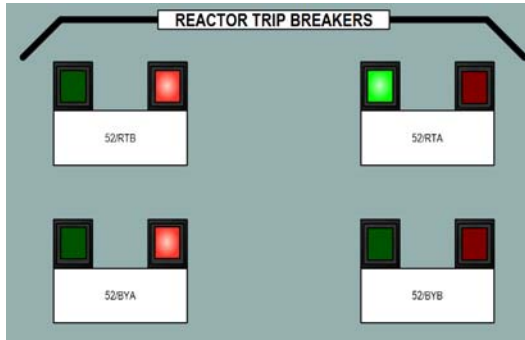 REACTOR TRIP BREAKERS
52/RTB
52/RTA
52/BYA
52/BYB